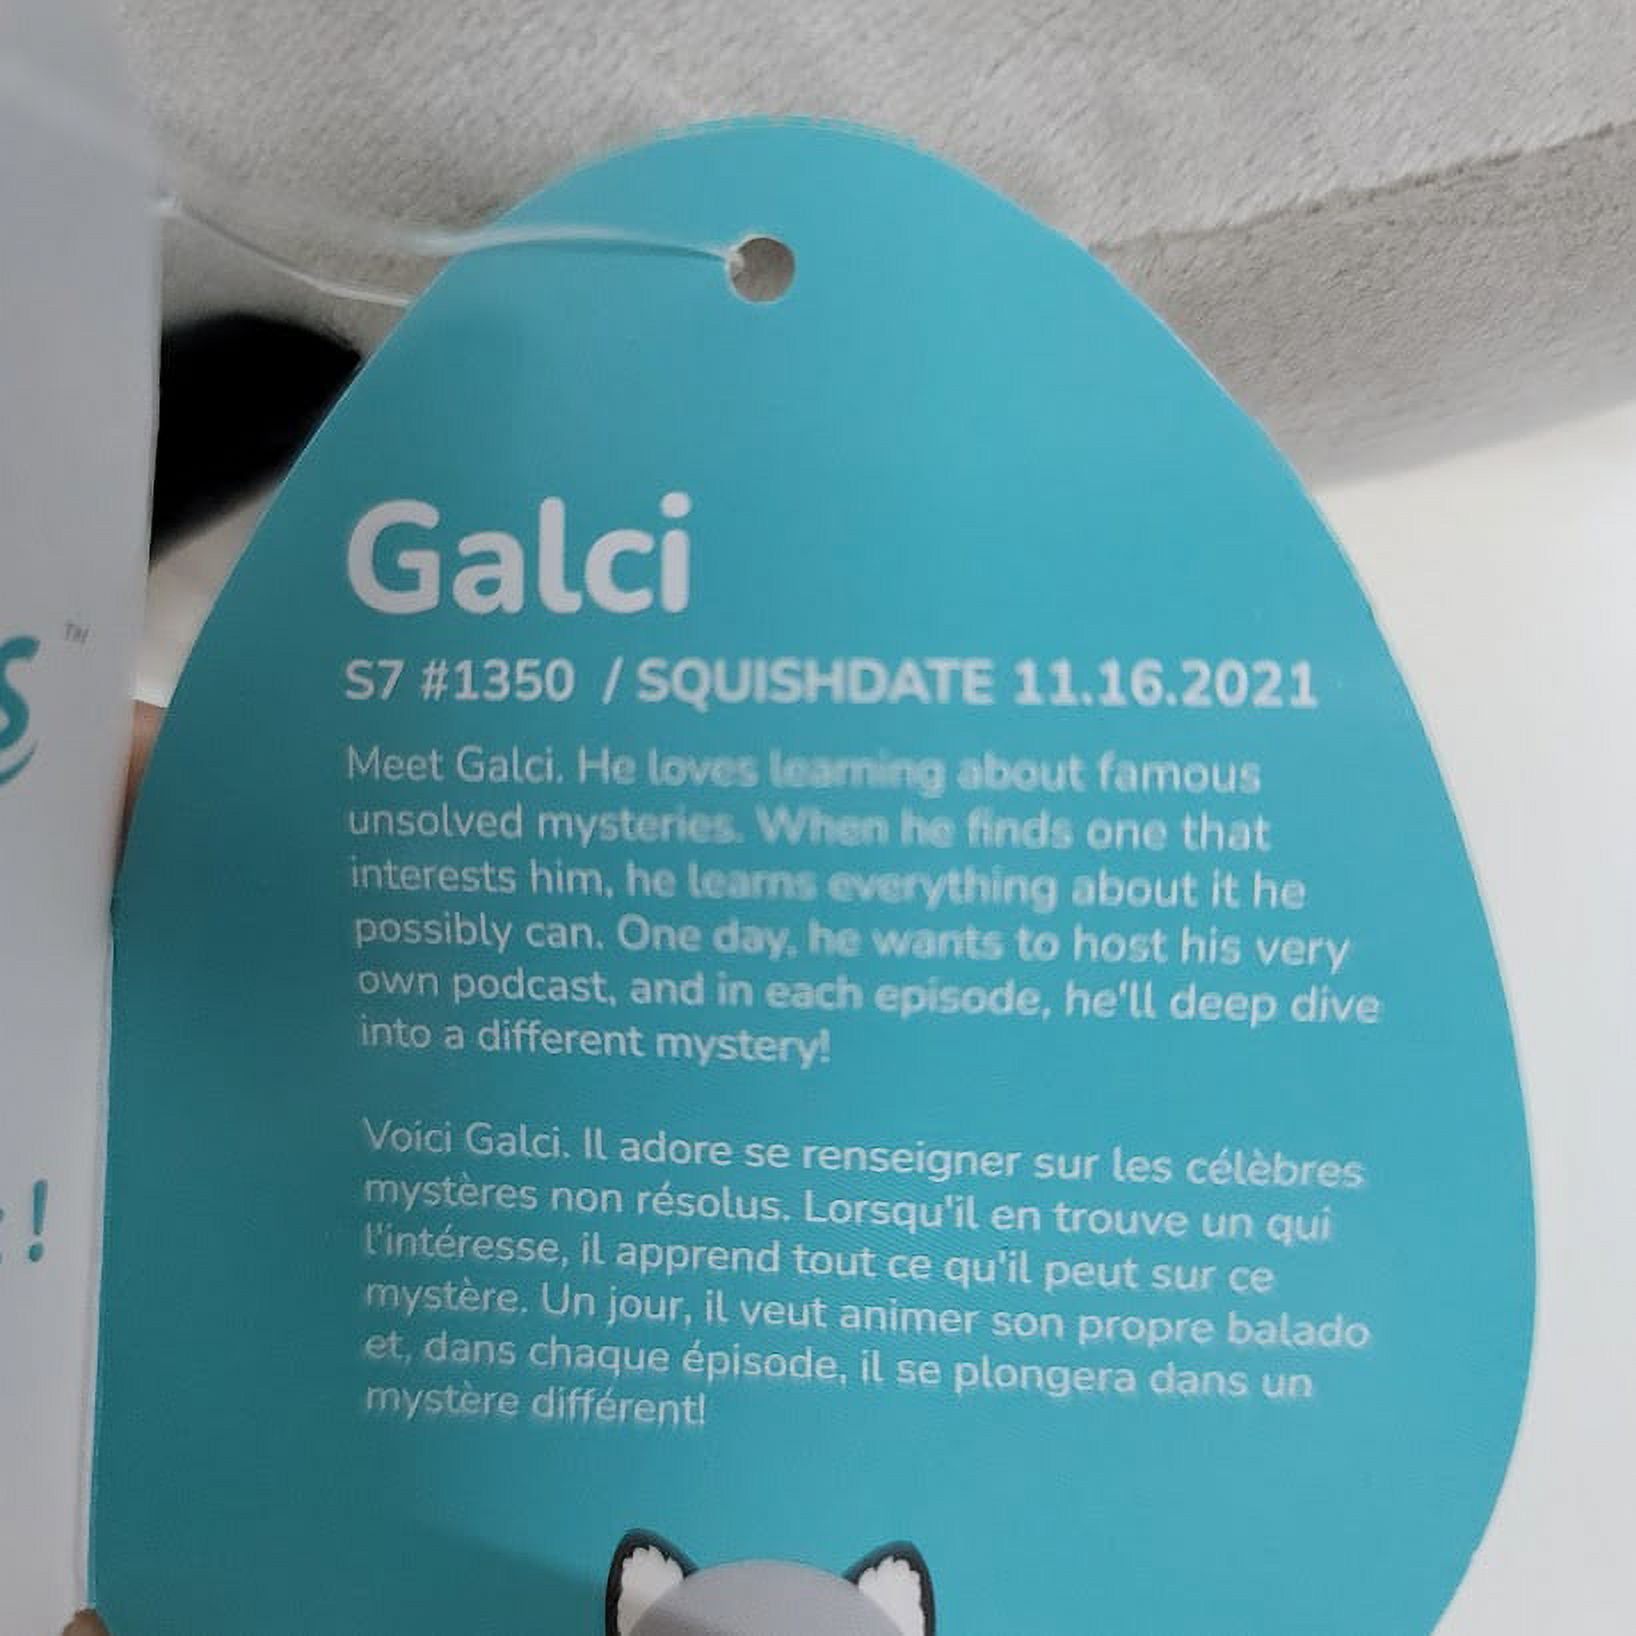 Galci
S7 #1350 / SQUISHDATE 11.16.2021
Meet Galci. He loves learning about famous
unsolved mysteries. When he finds one that
interests him, he learns everything about it he
possibly can. One day, he wants to host his very
own podcast, and in each episode, he'll deep dive
into a different mystery!
Voici Galci. Il adore se renseigner sur les célèbres
mystères non résolus. Lorsqu'il en trouve un qui
l'intéresse, il apprend tout ce qu'il peut sur ce
mystère. Un jour, il veut animer son propre balado
et, dans chaque épisode, il se plongera dans un
mystère différent!
S™
!